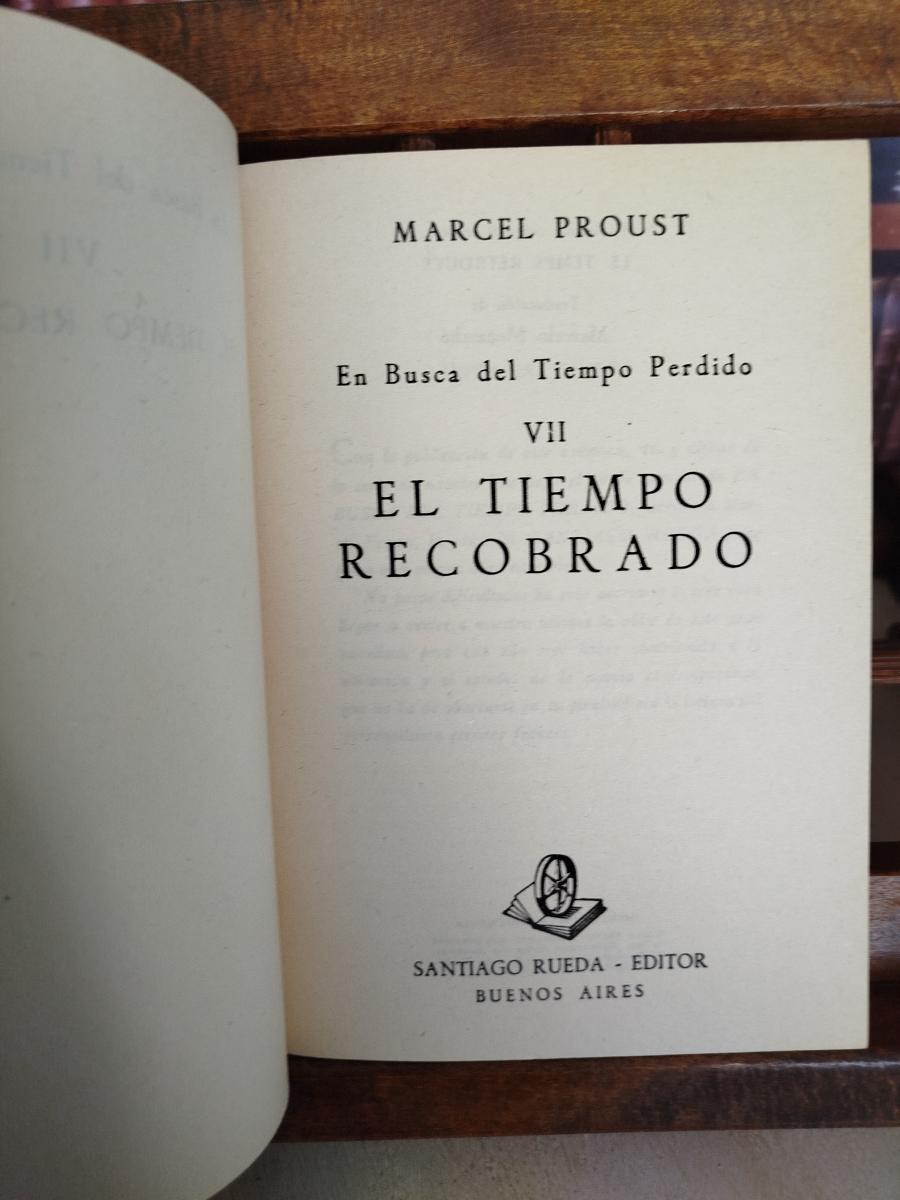 MARCEL PROUST
En Busca del Tiempo Perdido
VII
EL TIEMPO
RECOBRADO
SANTIAGO RUEDA - EDITOR
BUENOS AIRES